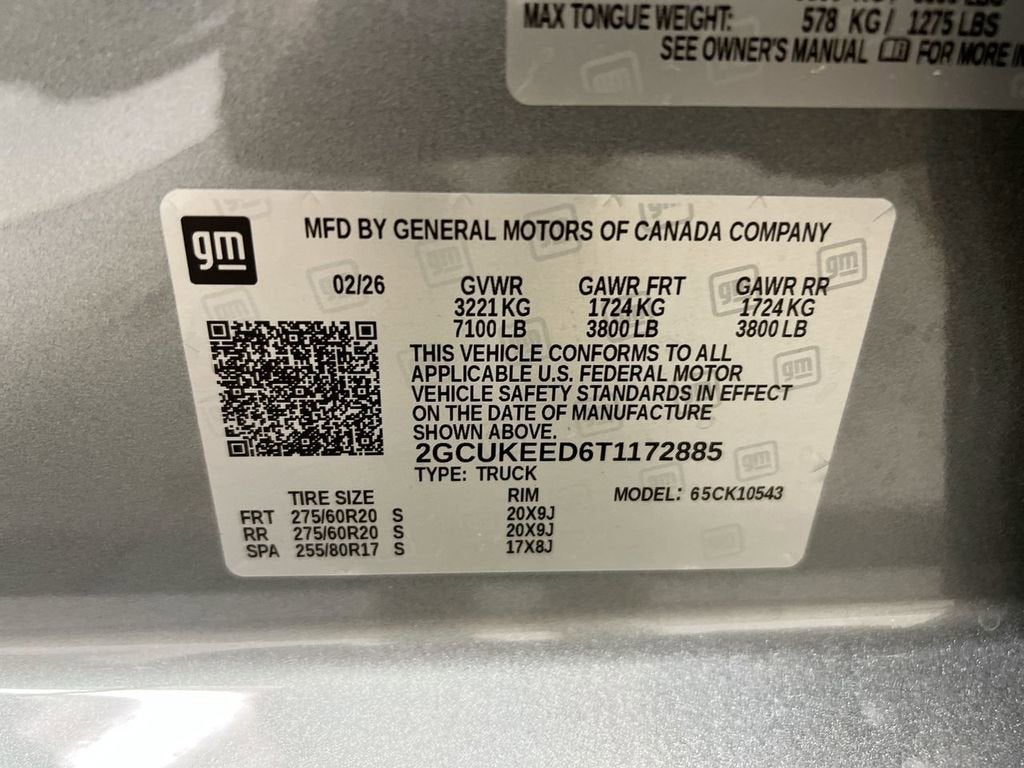 MAX TONGUE WEIGHT: 578 KG / 1275 LBS
SEE OWNER'S MANUAL FOR MORE
gm
MFD BY GENERAL MOTORS OF CANADA COMPANY
02/26 GVWR GAWR FRT GAWR RR
3221 KG 1724 KG 1724 KG
7100 LB 3800 LB 3800 LB
THIS VEHICLE CONFORMS TO ALL
APPLICABLE U.S. FEDERAL MOTOR
VEHICLE SAFETY STANDARDS IN EFFECT
ON THE DATE OF MANUFACTURE
SHOWN ABOVE.
2GCUKEED6T1172885
TYPE: TRUCK
TIRE SIZE RIM MODEL: 65CK10543
FRT 275/60R20 S 20X9J
RR 275/60R20 S 20X9J
SPA 255/80R17 S 17X8J